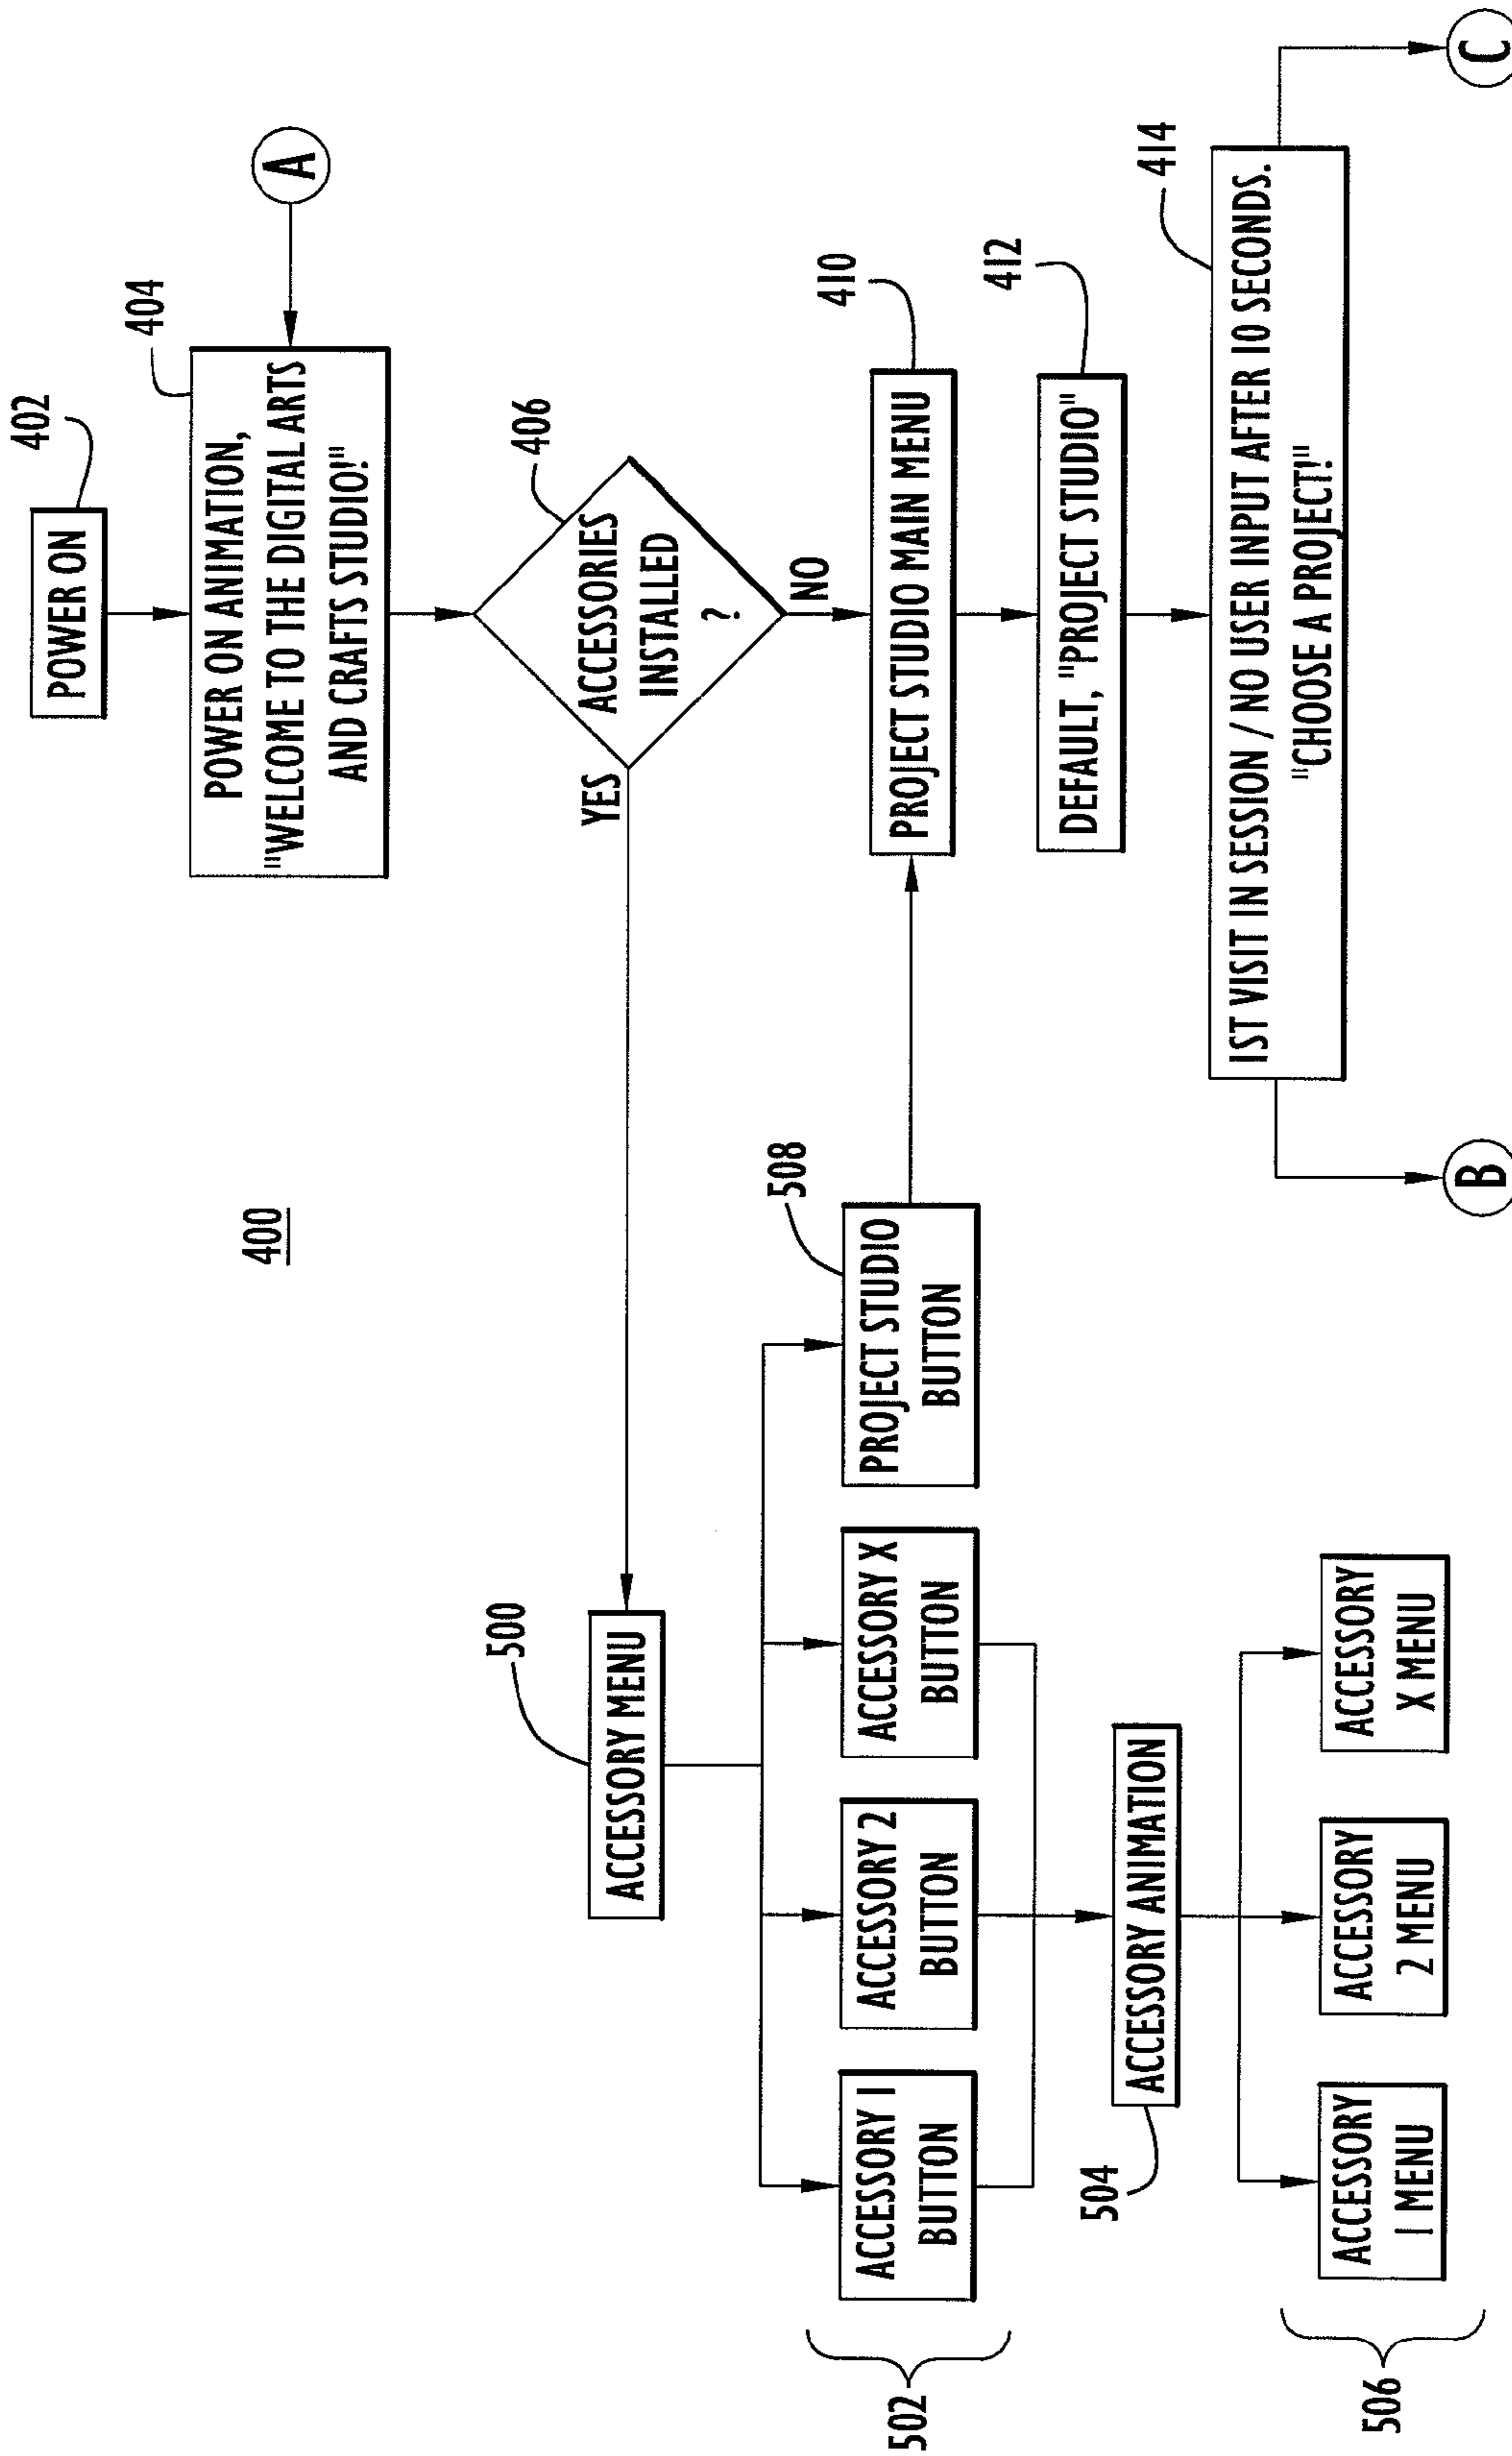 400
402
POWER ON
404
POWER ON ANIMATION,
"WELCOME TO THE DIGITAL ARTS
AND CRAFTS STUDIO!"
A
406
ACCESSORIES
INSTALLED
?
YES
NO
500
ACCESSORY MENU
502
ACCESSORY 1
BUTTON
ACCESSORY 2
BUTTON
ACCESSORY X
BUTTON
508
PROJECT STUDIO
BUTTON
410
PROJECT STUDIO MAIN MENU
412
DEFAULT, "PROJECT STUDIO"
504
ACCESSORY ANIMATION
414
1ST VISIT IN SESSION / NO USER INPUT AFTER 10 SECONDS.
"CHOOSE A PROJECT!"
506
ACCESSORY
1 MENU
ACCESSORY
2 MENU
ACCESSORY
X MENU
B
C